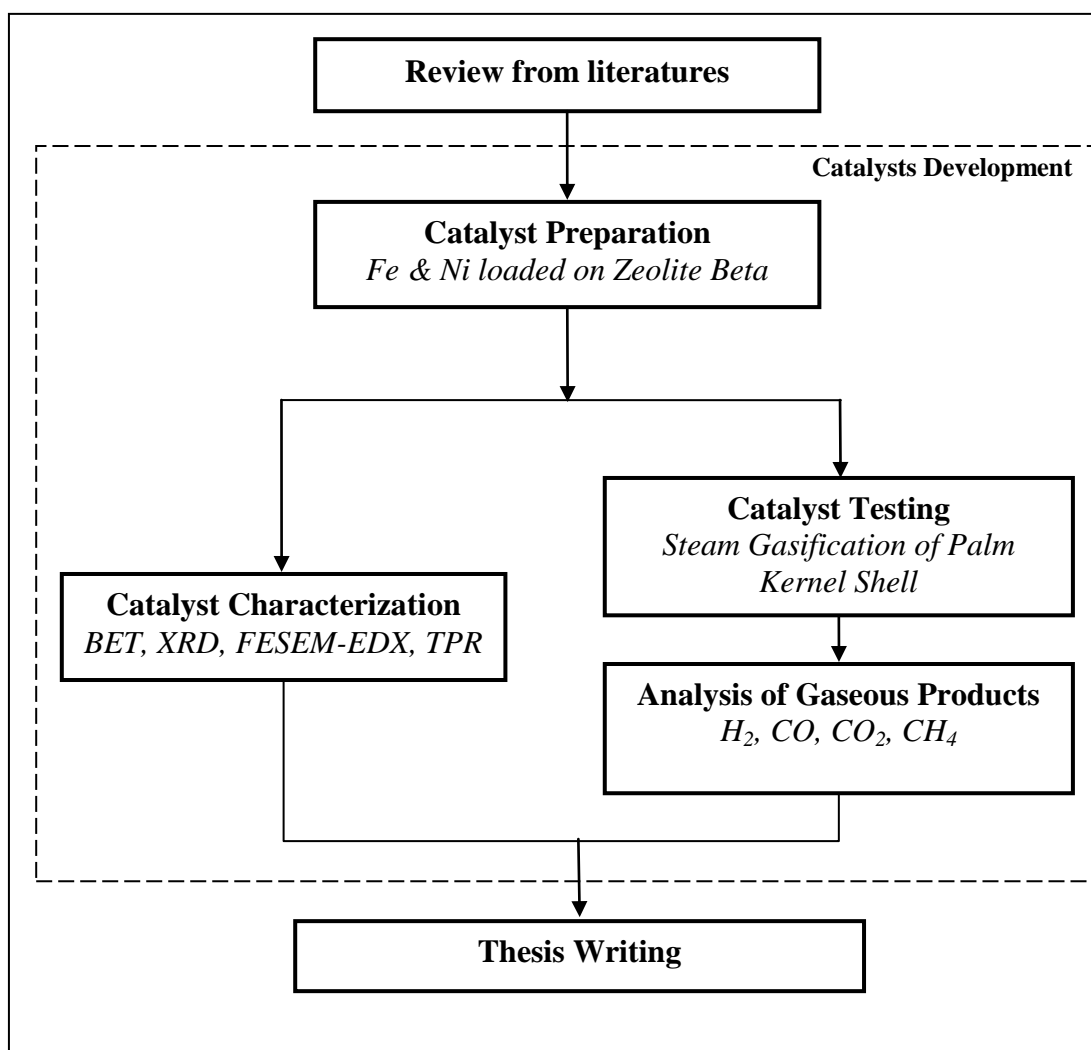 Review from literatures
Catalysts Development
Catalyst Preparation
Fe & Ni loaded on Zeolite Beta
Catalyst Testing
Steam Gasification of Palm
Kernel Shell
Catalyst Characterization
BET, XRD, FESEM-EDX, TPR
Analysis of Gaseous Products
H₂, CO, CO₂, CH₄
Thesis Writing